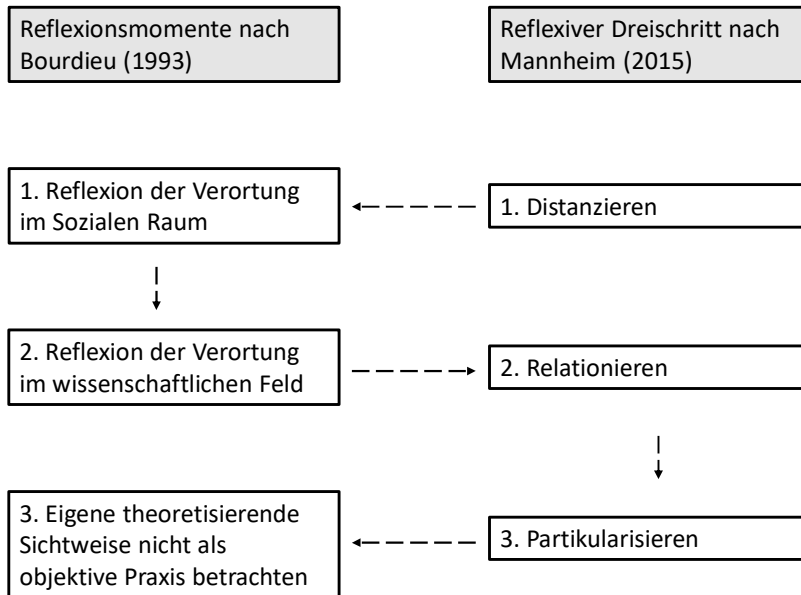 Reflexionsmomente nach
Bourdieu (1993)
Reflexiver Dreischritt nach
Mannheim (2015)
1. Reflexion der Verortung
im Sozialen Raum
1. Distanzieren
2. Reflexion der Verortung
im wissenschaftlichen Feld
2. Relationieren
3. Eigene theoretisierende
Sichtweise nicht als
objektive Praxis betrachten
3. Partikularisieren